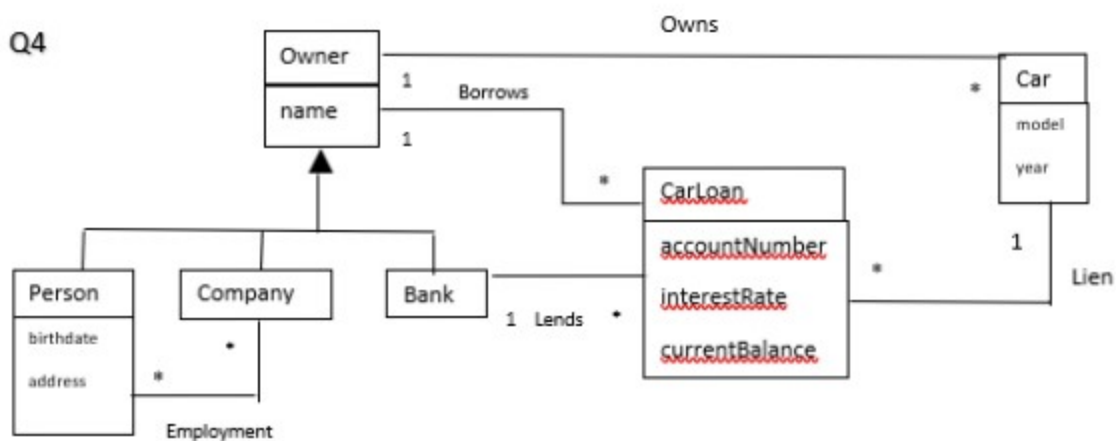 Q4
Owns
Owner
1
Borrows
name
1
*
Car
model
year
*
CarLoan
accountNumber
interestRate
currentBalance
1
*
Lien
Person
birthdate
address
Company
Bank
1 Lends *
*
*
Employment